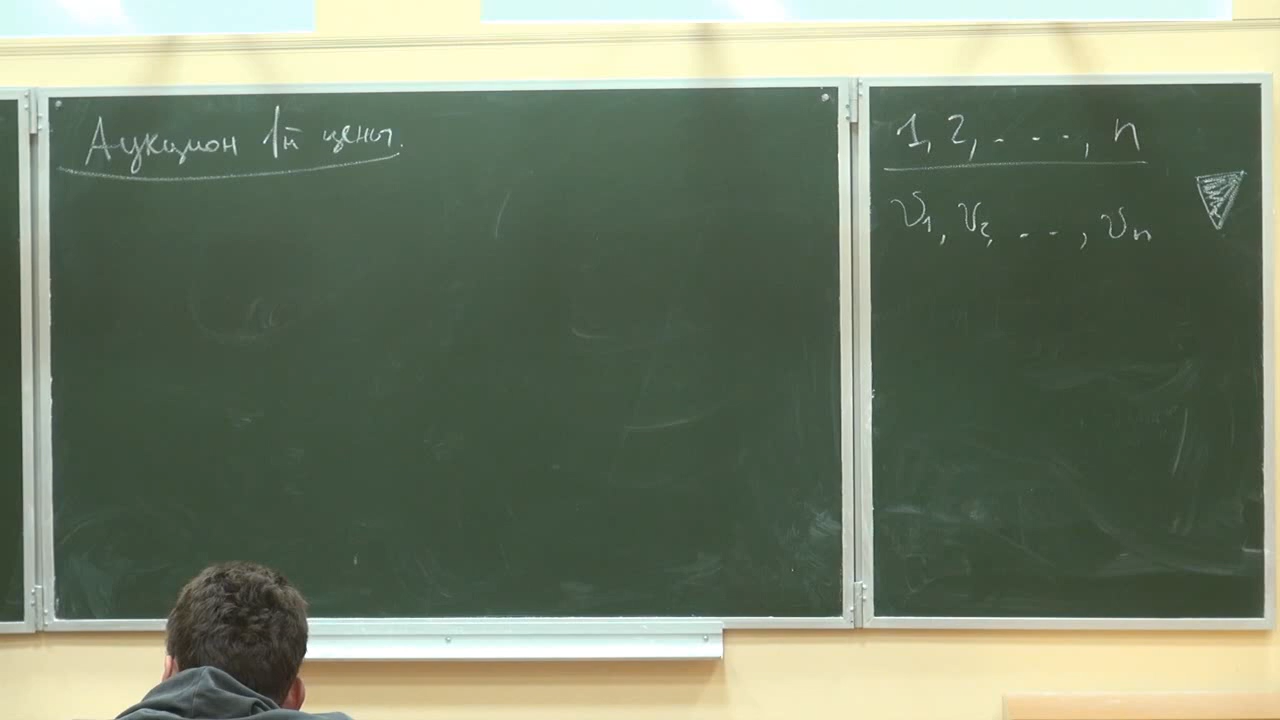 Аукцион 1й цены.
1, 2, . . . . , n
v₁, v₂, . . . , vₙ